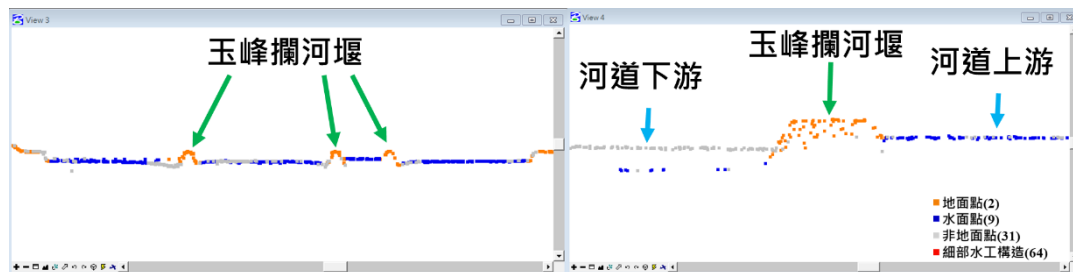 View 3
玉峰攔河堰
View 4
玉峰攔河堰
河道下游
河道上游
地面點(2)
水面點(9)
非地面點(31)
細部水工構造(64)